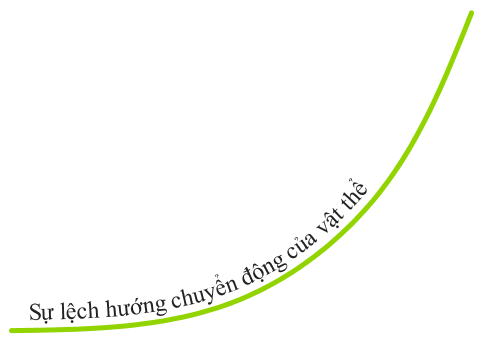 Sự lệch hướng chuyển động của vật thể